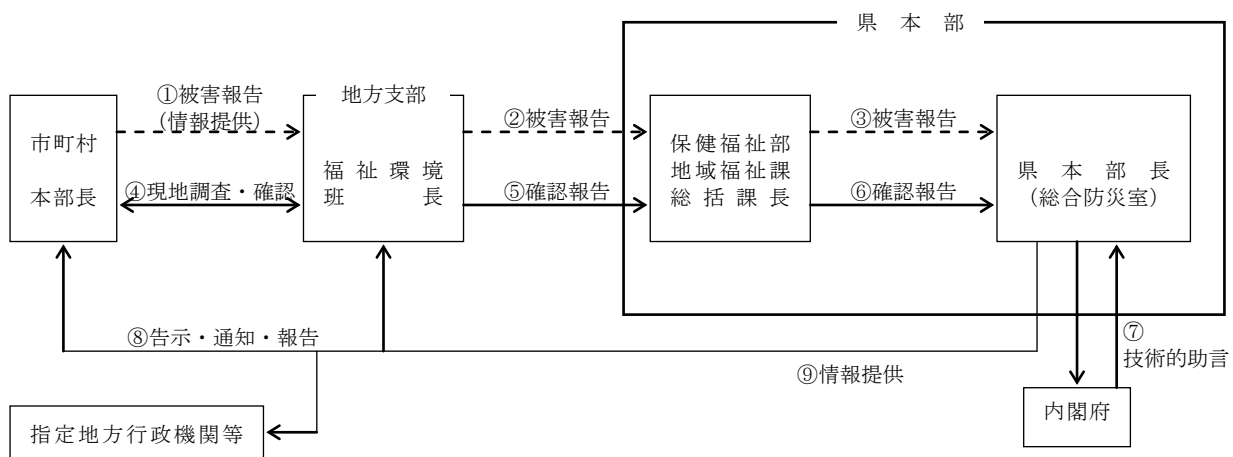 県 本 部
①被害報告
(情報提供)
地方支部
②被害報告
③被害報告
市町村
本部長
福 祉 環 境
班 長
保健福祉部
地域福祉課
総括課長
県 本 部 長
(総合防災室)
④現地調査・確認
⑤確認報告
⑥確認報告
⑧告示・通知・報告
⑦
技術的助言
⑨情報提供
内閣府
指定地方行政機関等